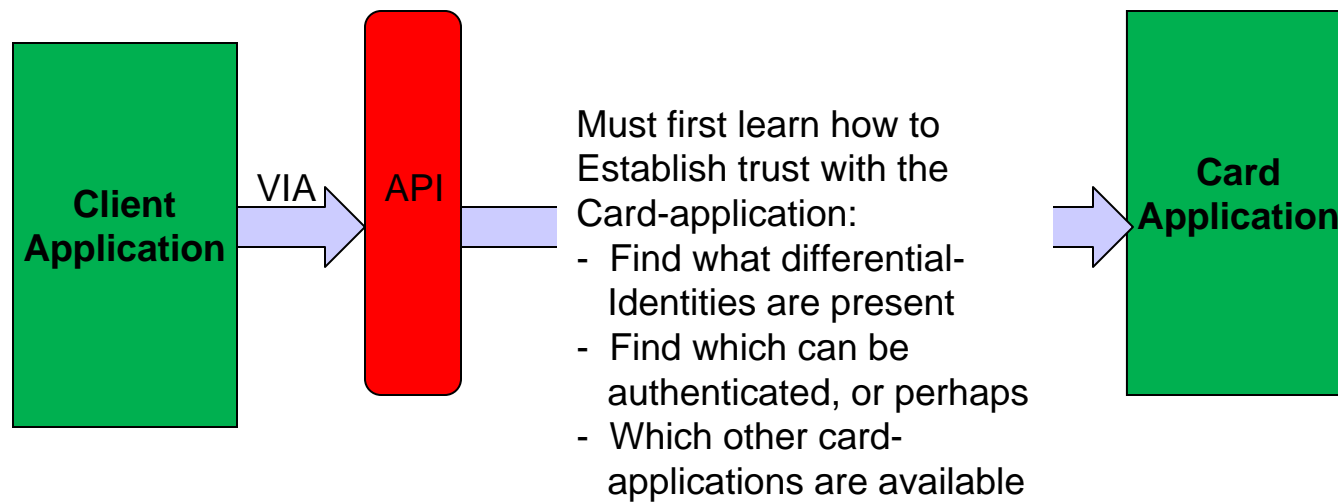 Client
Application
VIA
API
Must first learn how to
Establish trust with the
Card-application:
- Find what differential-
Identities are present
- Find which can be
authenticated, or perhaps
- Which other card-
applications are available
Card
Application